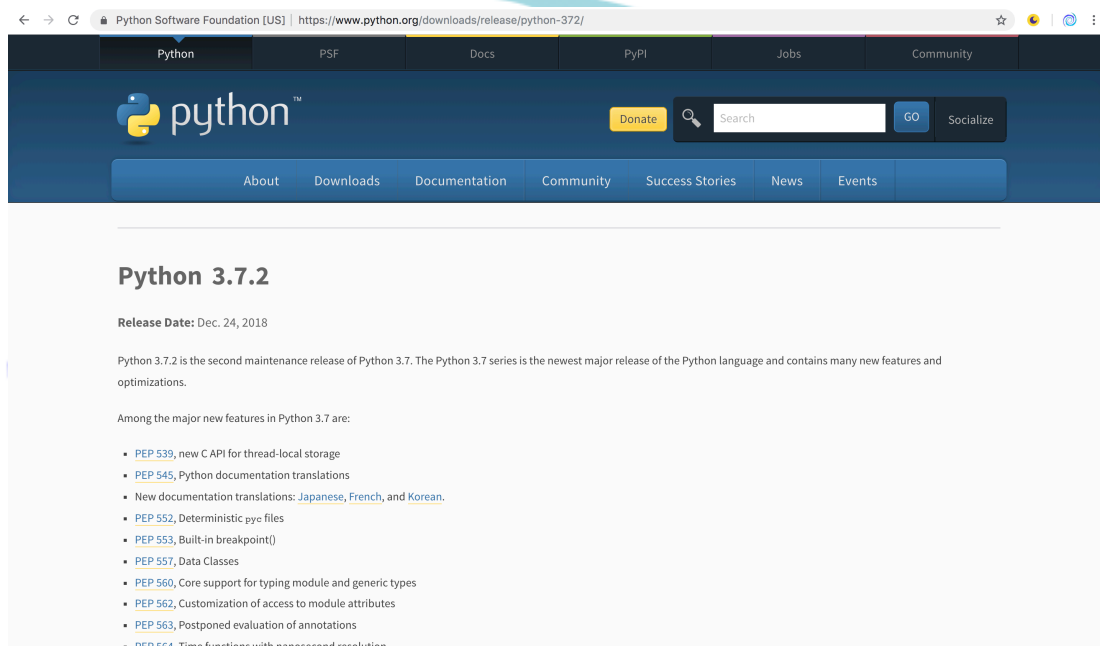 Python Software Foundation [US] | https://www.python.org/downloads/release/python-372/
Python PSF Docs PyPI Jobs Community
python™
Donate Search GO Socialize
About Downloads Documentation Community Success Stories News Events
Python 3.7.2
Release Date: Dec. 24, 2018
Python 3.7.2 is the second maintenance release of Python 3.7. The Python 3.7 series is the newest major release of the Python language and contains many new features and
optimizations.
Among the major new features in Python 3.7 are:
▪ PEP 539, new C API for thread-local storage
▪ PEP 545, Python documentation translations
▪ New documentation translations: Japanese, French, and Korean.
▪ PEP 552, Deterministic pyc files
▪ PEP 553, Built-in breakpoint()
▪ PEP 557, Data Classes
▪ PEP 560, Core support for typing module and generic types
▪ PEP 562, Customization of access to module attributes
▪ PEP 563, Postponed evaluation of annotations
▪ PEP 564, Time functions with nanosecond resolution